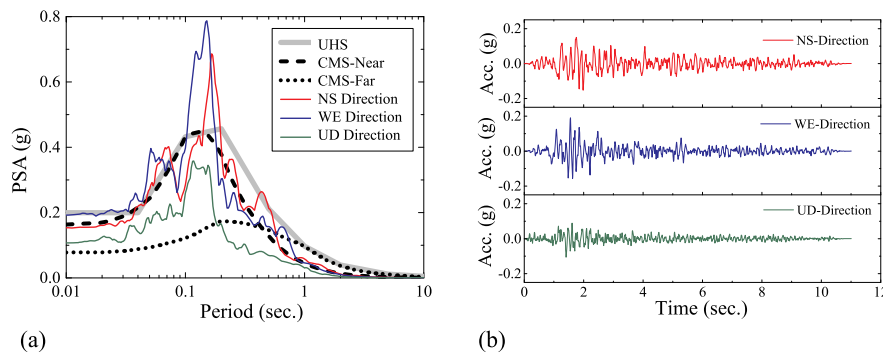 0.8
0.6
0.4
0.2
0.0
PSA (g)
0.01
0.1
1
10
Period (sec.)
UHS
CMS-Near
CMS-Far
NS Direction
WE Direction
UD Direction
(a)
0.2
0.0
-0.2
Acc. (g)
NS-Direction
0.2
0.0
-0.2
Acc. (g)
WE-Direction
0.2
0.0
-0.2
Acc. (g)
UD-Direction
0 2 4 6 8 10 12
Time (sec.)
(b)